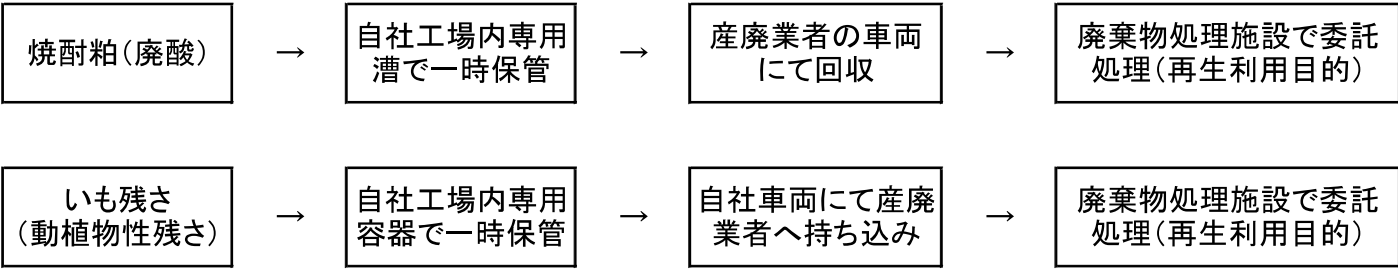 焼酎粕(廃酸)
→
自社工場内専用
漕で一時保管
→
産廃業者の車両
にて回収
→
廃棄物処理施設で委託
処理(再生利用目的)
いも残さ
(動植物性残さ)
→
自社工場内専用
容器で一時保管
→
自社車両にて産廃
業者へ持ち込み
→
廃棄物処理施設で委託
処理(再生利用目的)